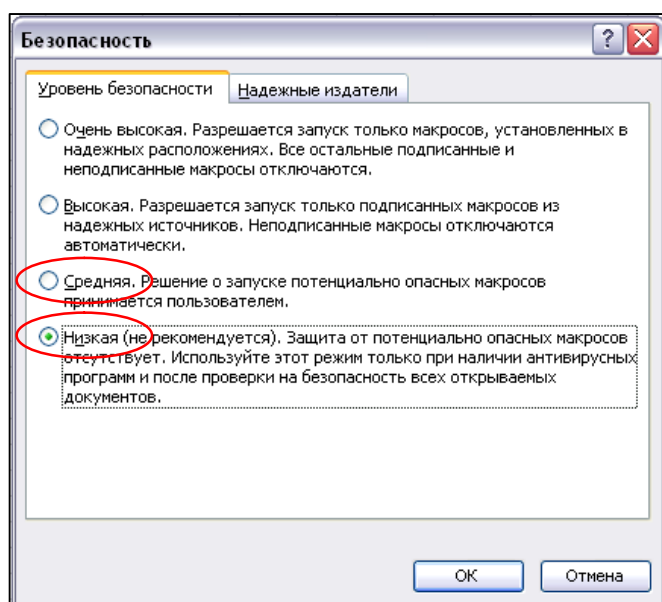 Безопасность
Уровень безопасности Надежные издатели
Очень высокая. Разрешается запуск только макросов, установленных в
надежных расположениях. Все остальные подписанные и
неподписанные макросы отключаются.
Высокая. Разрешается запуск только подписанных макросов из
надежных источников. Неподписанные макросы отключаются
автоматически.
Средняя. Решение о запуске потенциально опасных макросов
принимается пользователем.
Низкая (не рекомендуется). Защита от потенциально опасных макросов
отсутствует. Используйте этот режим только при наличии антивирусных
программ и после проверки на безопасность всех открываемых
документов.
ОК Отмена